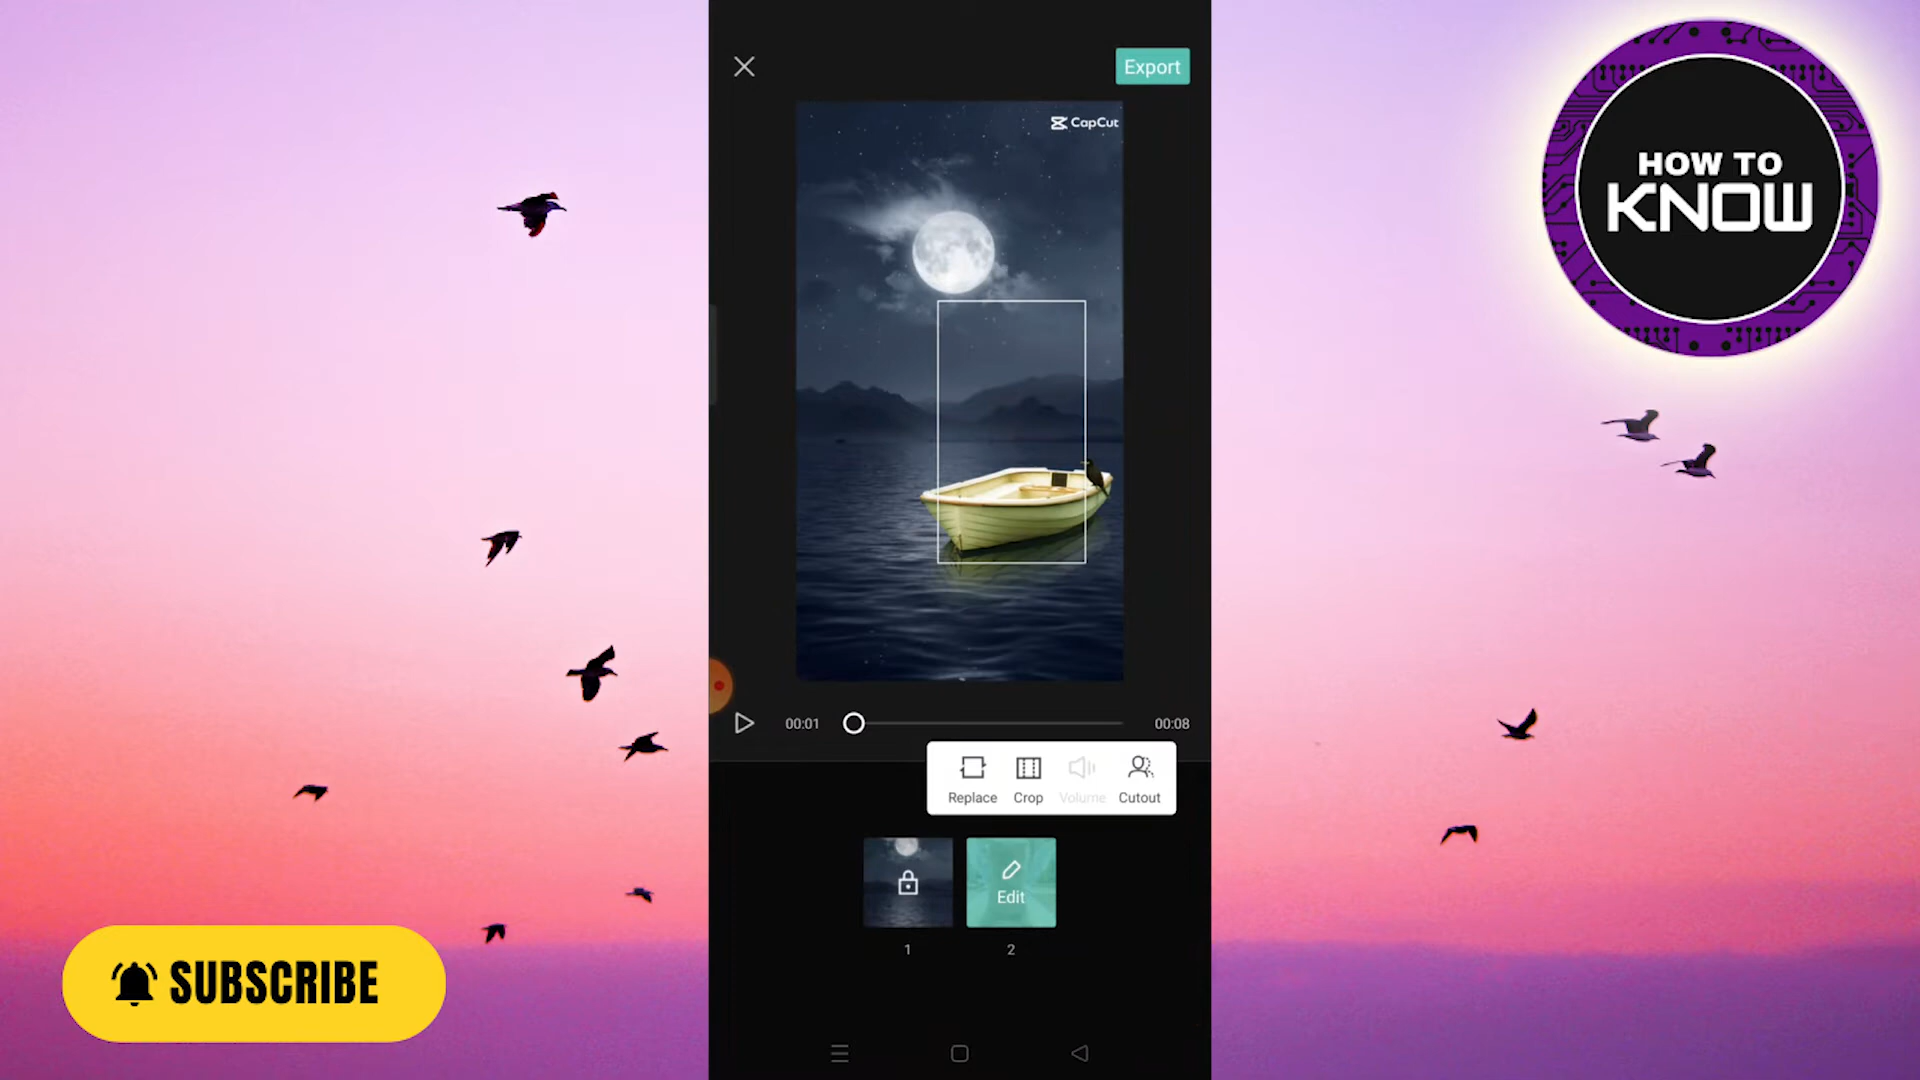 Export
CapCut
HOW TO
KNOW
00:01
00:08
Replace
Crop
Volume
Cutout
Edit
1
2
SUBSCRIBE